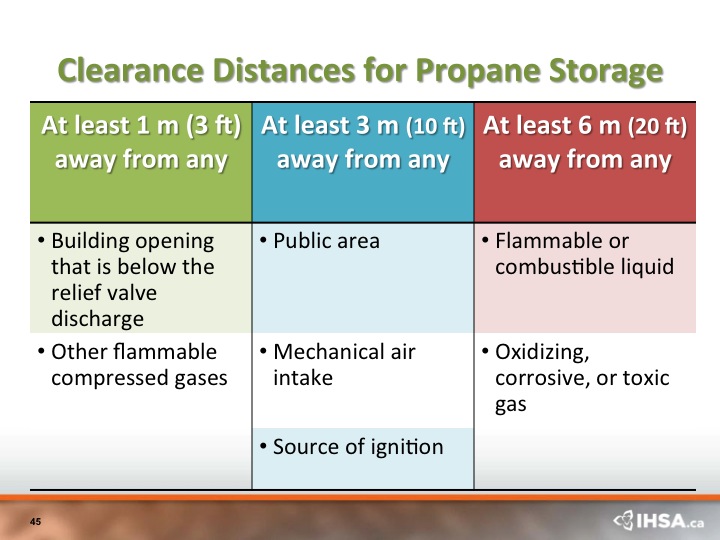 Clearance Distances for Propane Storage
At least 1 m (3 ft)
away from any
At least 3 m (10 ft)
away from any
At least 6 m (20 ft)
away from any
• Building opening
that is below the
relief valve
discharge
• Public area
• Flammable or
combustible liquid
• Other flammable
compressed gases
• Mechanical air
intake
• Oxidizing,
corrosive, or toxic
gas
• Source of ignition
45
IHSA.ca